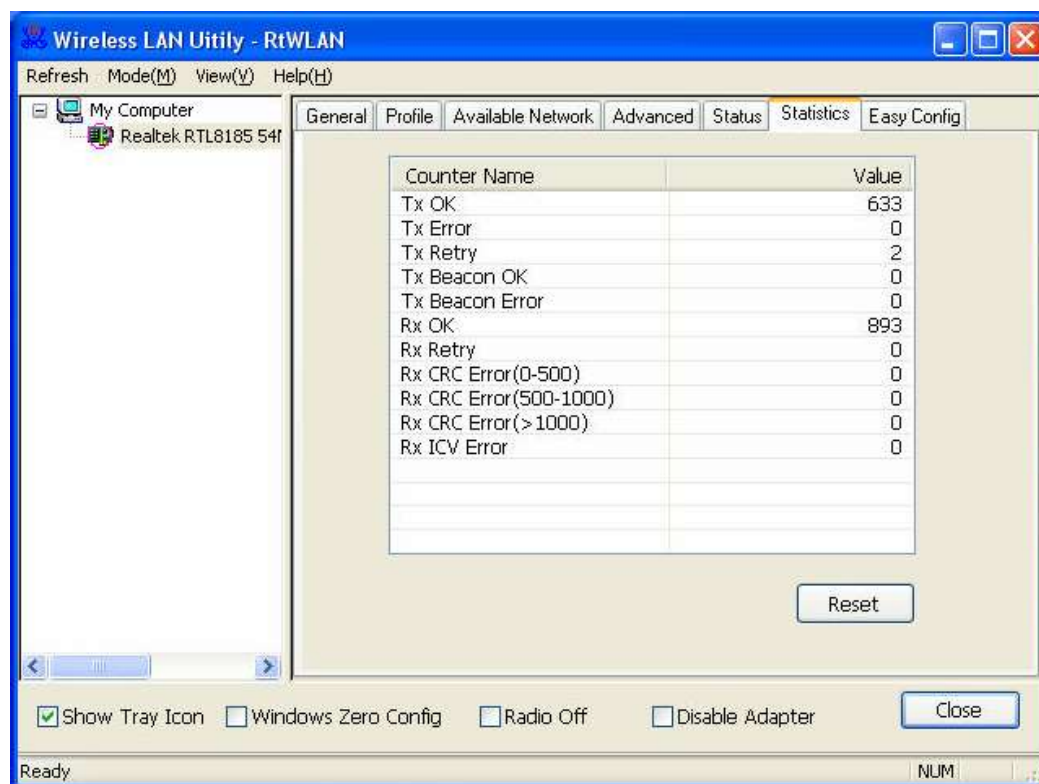 Wireless LAN Uitily - RtWLAN
Refresh Mode(M) View(V) Help(H)
My Computer
Realtek RTL8185 54
General Profile Available Network Advanced Status Statistics Easy Config
Counter Name Value
Tx OK 633
Tx Error 0
Tx Retry 2
Tx Beacon OK 0
Tx Beacon Error 0
Rx OK 893
Rx Retry 0
Rx CRC Error(0-500) 0
Rx CRC Error(500-1000) 0
Rx CRC Error(>1000) 0
Rx ICV Error 0
Reset
Show Tray Icon Windows Zero Config Radio Off Disable Adapter Close
Ready NUM